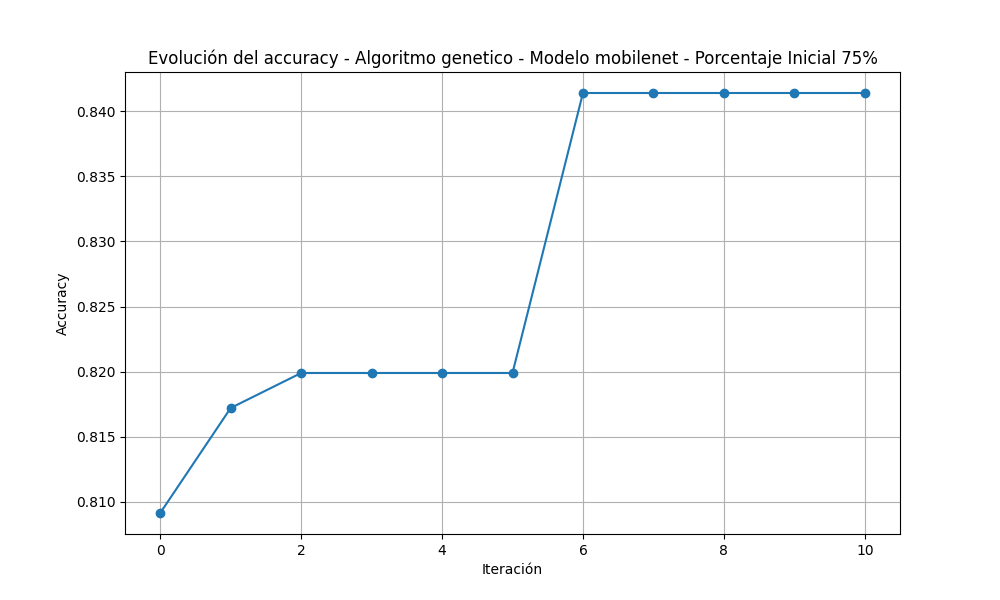 Evolución del accuracy - Algoritmo genetico - Modelo mobilenet - Porcentaje Inicial 75%
0.840
0.835
0.830
0.825
0.820
0.815
0.810
Accuracy
0 2 4 6 8 10
Iteración